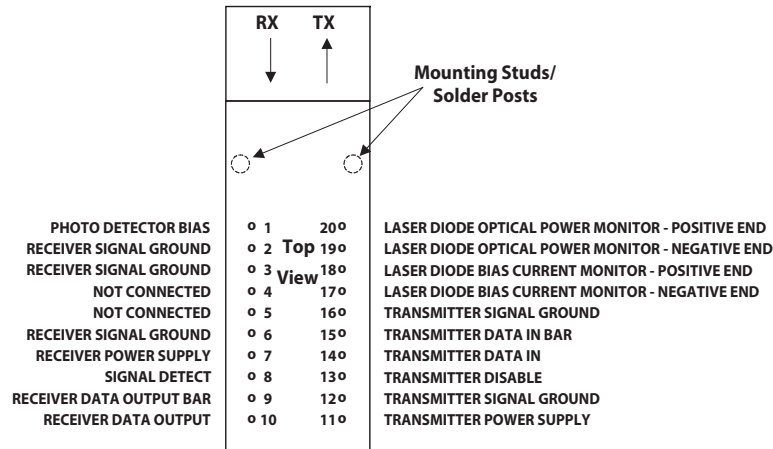 RX TX
Mounting Studs/
Solder Posts
PHOTO DETECTOR BIAS o 1 20 o LASER DIODE OPTICAL POWER MONITOR - POSITIVE END
RECEIVER SIGNAL GROUND o 2 Top 19 o LASER DIODE OPTICAL POWER MONITOR - NEGATIVE END
RECEIVER SIGNAL GROUND o 3 View 18 o LASER DIODE BIAS CURRENT MONITOR - POSITIVE END
NOT CONNECTED o 4 17 o LASER DIODE BIAS CURRENT MONITOR - NEGATIVE END
NOT CONNECTED o 5 16 o TRANSMITTER SIGNAL GROUND
RECEIVER SIGNAL GROUND o 6 15 o TRANSMITTER DATA IN BAR
RECEIVER POWER SUPPLY o 7 14 o TRANSMITTER DATA IN
SIGNAL DETECT o 8 13 o TRANSMITTER DISABLE
RECEIVER DATA OUTPUT BAR o 9 12 o TRANSMITTER SIGNAL GROUND
RECEIVER DATA OUTPUT o 10 11 o TRANSMITTER POWER SUPPLY